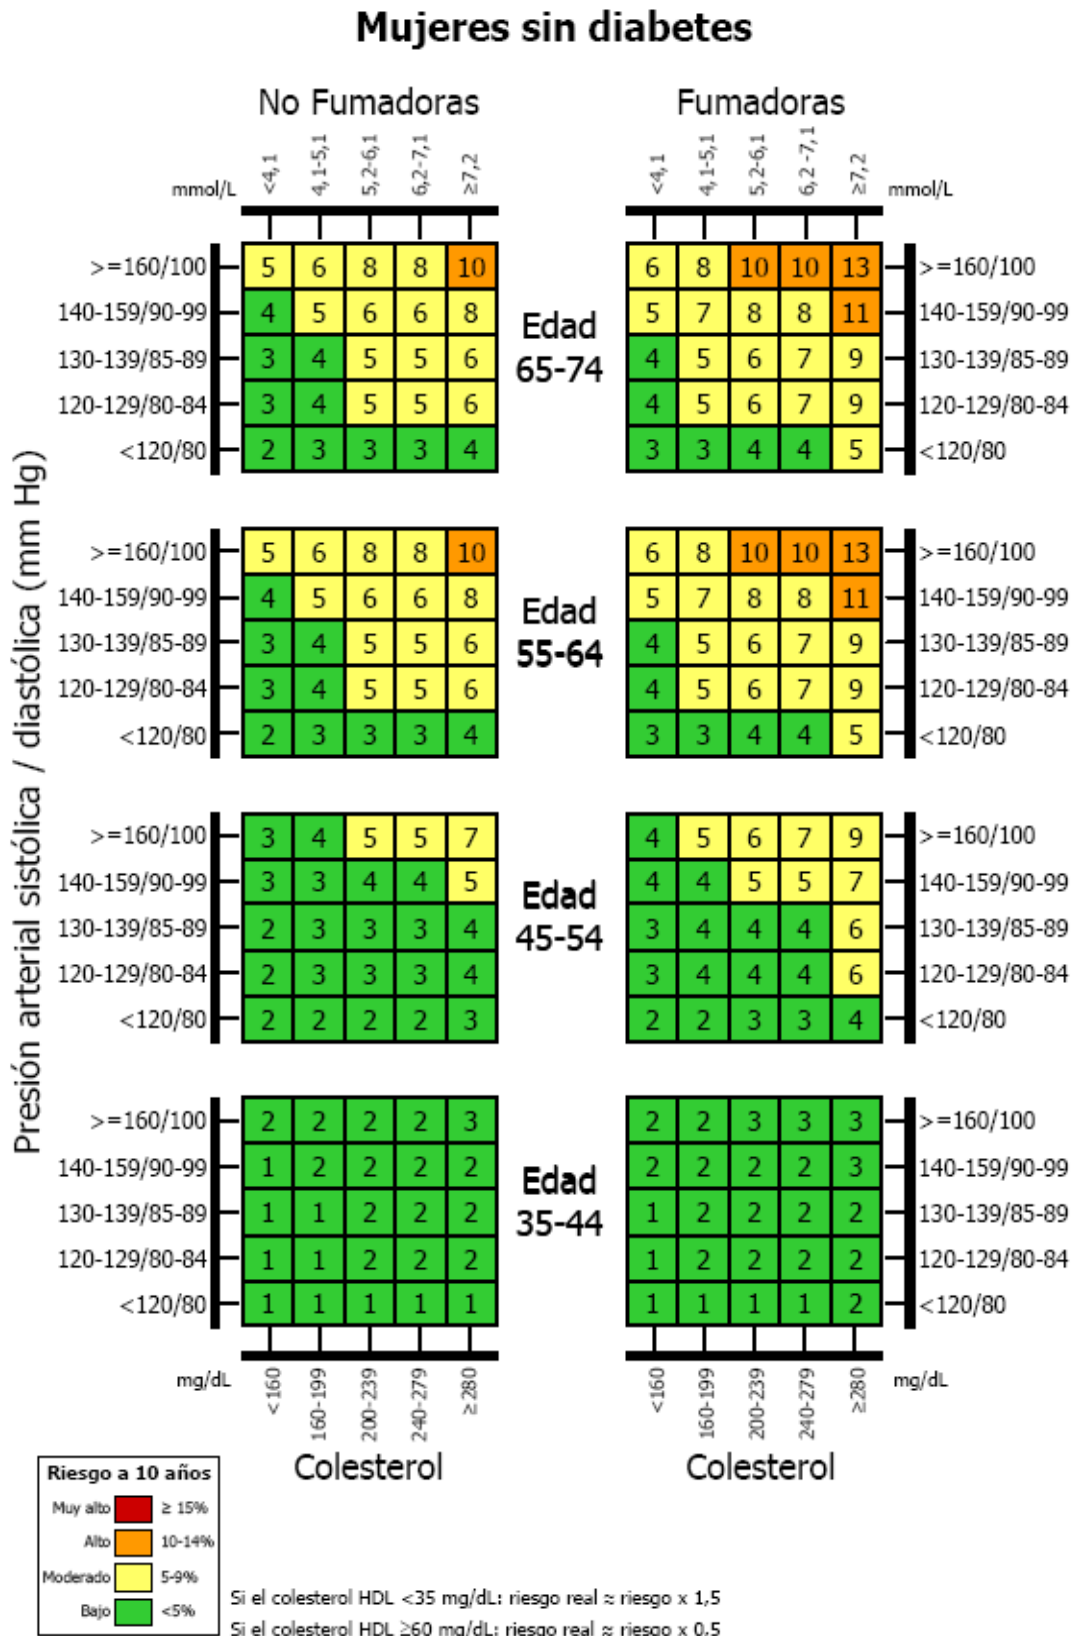 Mujeres sin diabetes
No Fumadoras Fumadoras
mmol/L <4,1 4,1-5,1 5,2-6,1 6,2-7,1 ≥7,2 <4,1 4,1-5,1 5,2-6,1 6,2 -7,1 ≥7,2 mmol/L
Presión arterial sistólica / diastólica (mm Hg)
>=160/100 5 6 8 8 10 6 8 10 10 13 >=160/100
140-159/90-99 4 5 6 6 8 5 7 8 8 11 140-159/90-99
130-139/85-89 3 4 5 5 6 4 5 6 7 9 130-139/85-89
120-129/80-84 3 4 5 5 6 4 5 6 7 9 120-129/80-84
<120/80 2 3 3 3 4 3 3 4 4 5 <120/80
Edad
65-74
>=160/100 5 6 8 8 10 6 8 10 10 13 >=160/100
140-159/90-99 4 5 6 6 8 5 7 8 8 11 140-159/90-99
130-139/85-89 3 4 5 5 6 4 5 6 7 9 130-139/85-89
120-129/80-84 3 4 5 5 6 4 5 6 7 9 120-129/80-84
<120/80 2 3 3 3 4 3 3 4 4 5 <120/80
Edad
55-64
>=160/100 3 4 5 5 7 4 5 6 7 9 >=160/100
140-159/90-99 3 3 4 4 5 4 4 5 5 7 140-159/90-99
130-139/85-89 2 3 3 3 4 3 4 4 4 6 130-139/85-89
120-129/80-84 2 3 3 3 4 3 4 4 4 6 120-129/80-84
<120/80 2 2 2 2 3 2 2 3 3 4 <120/80
Edad
45-54
>=160/100 2 2 2 2 3 2 2 3 3 3 >=160/100
140-159/90-99 1 2 2 2 2 2 2 2 2 3 140-159/90-99
130-139/85-89 1 1 2 2 2 1 2 2 2 2 130-139/85-89
120-129/80-84 1 1 2 2 2 1 2 2 2 2 120-129/80-84
<120/80 1 1 1 1 1 1 1 1 1 2 <120/80
Edad
35-44
mg/dL <160 160-199 200-239 240-279 ≥280 <160 160-199 200-239 240-279 ≥280 mg/dL
Colesterol Colesterol
Riesgo a 10 años
Muy alto ≥ 15%
Alto 10-14%
Moderado 5-9%
Bajo <5%
Si el colesterol HDL <35 mg/dL: riesgo real ≈ riesgo x 1,5
Si el colesterol HDL ≥60 mg/dL: riesgo real ≈ riesgo x 0,5